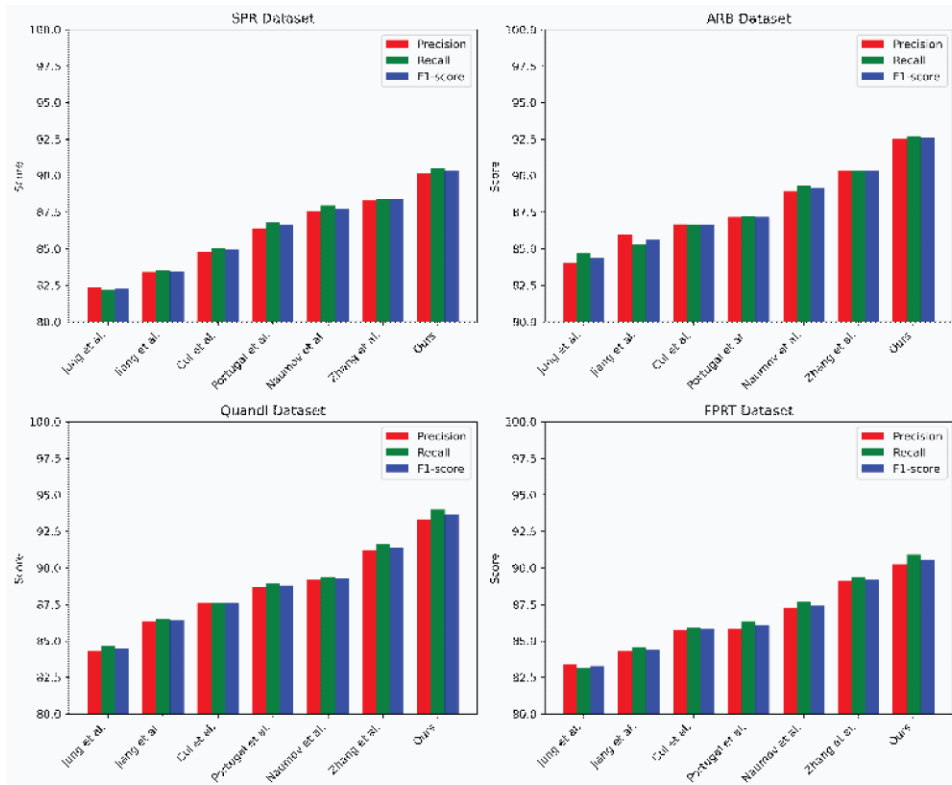 SPR Dataset
100.0
97.5
95.0
92.5
90.0
87.5
85.0
82.5
80.0
Score
Precision
Recall
F1-score
Jung et al.
Jiang et al.
Cui et al.
Portugal et al.
Naumov et al
Zhang et al.
Ours
ARB Dataset
100.0
97.5
95.0
92.5
90.0
87.5
85.0
82.5
80.0
Score
Precision
Recall
F1-score
Jung et al.
Jiang et al.
Cui et al.
Portugal et al
Naumov et al.
Zhang et al.
Ours
Quandl Dataset
100.0
97.5
95.0
92.5
90.0
87.5
85.0
82.5
80.0
Score
Precision
Recall
F1-score
Jung et al.
Jiang et al
Cui et al.
Portugal et al.
Naumov et al.
Zhang et al.
Ours
FPRT Dataset
100.0
97.5
95.0
92.5
90.0
87.5
85.0
82.5
80.0
Score
Precision
Recall
F1-score
Jung et al.
Jiang et al.
Cui et al.
Portugal et al.
Naumov et al.
Zhang et al.
Ours